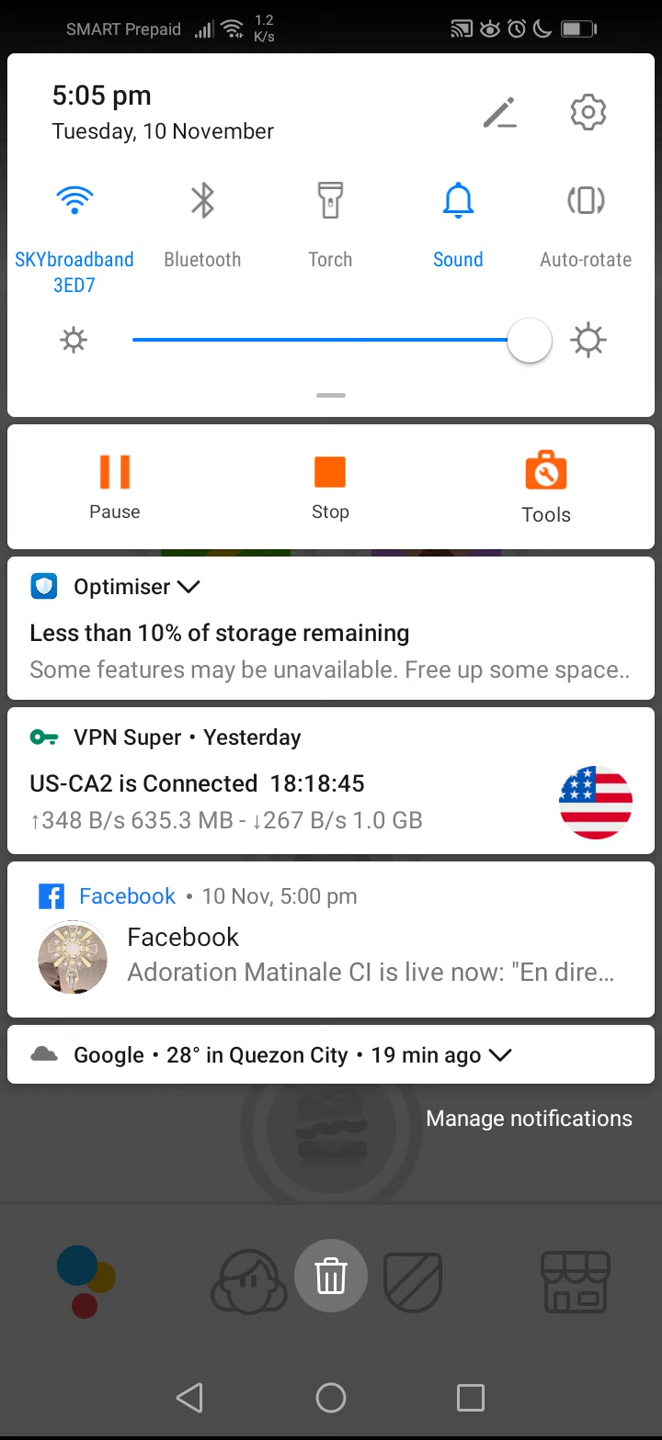 SMART Prepaid 1.2 K/s
5:05 pm
Tuesday, 10 November
SKYbroadband 3ED7
Bluetooth
Torch
Sound
Auto-rotate
Pause
Stop
Tools
Optimiser
Less than 10% of storage remaining
Some features may be unavailable. Free up some space..
VPN Super • Yesterday
US-CA2 is Connected 18:18:45
↑348 B/s 635.3 MB - ↓267 B/s 1.0 GB
Facebook • 10 Nov, 5:00 pm
Facebook
Adoration Matinale CI is live now: "En dire...
Google • 28° in Quezon City • 19 min ago
Manage notifications